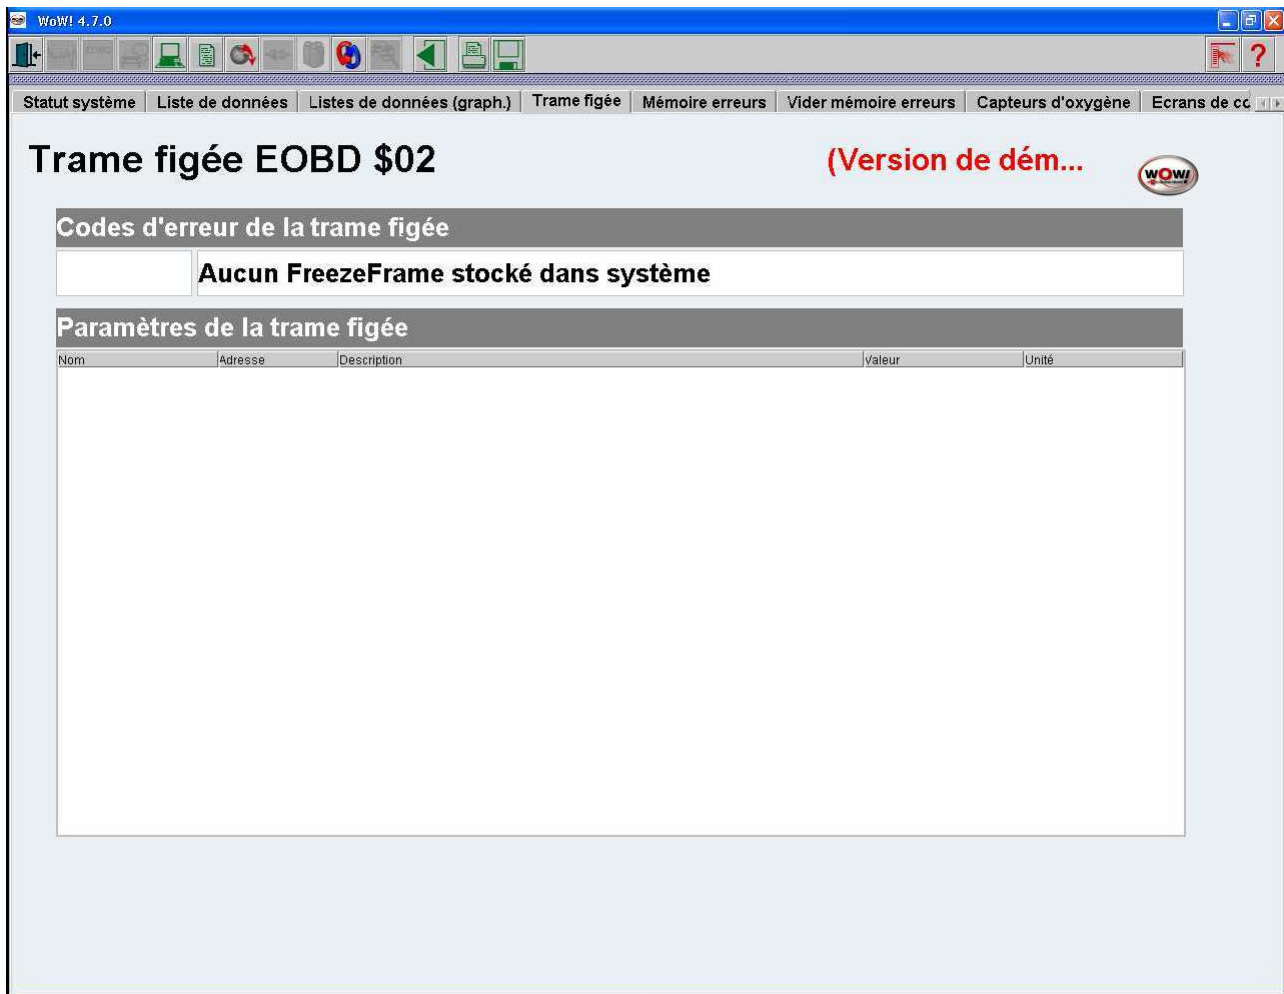 WoW! 4.7.0
?
Statut système Liste de données Listes de données (graph.) Trame figée Mémoire erreurs Vider mémoire erreurs Capteurs d'oxygène Ecrans de cc
Trame figée EOBD $02
(Version de dém...
WOW!
Codes d'erreur de la trame figée
Aucun FreezeFrame stocké dans système
Paramètres de la trame figée
Nom Adresse Description Valeur Unité